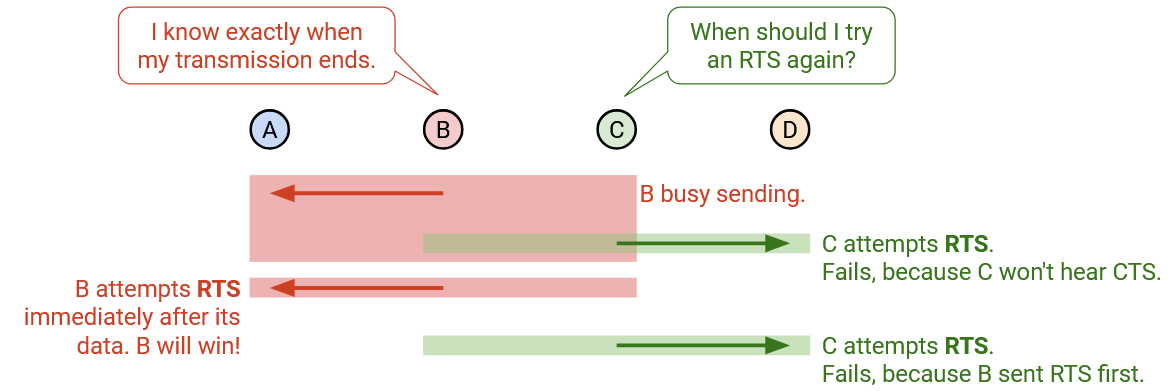 I know exactly when
my transmission ends.
When should I try
an RTS again?
A
B
C
D
B busy sending.
C attempts RTS.
Fails, because C won't hear CTS.
B attempts RTS
immediately after its
data. B will win!
C attempts RTS.
Fails, because B sent RTS first.